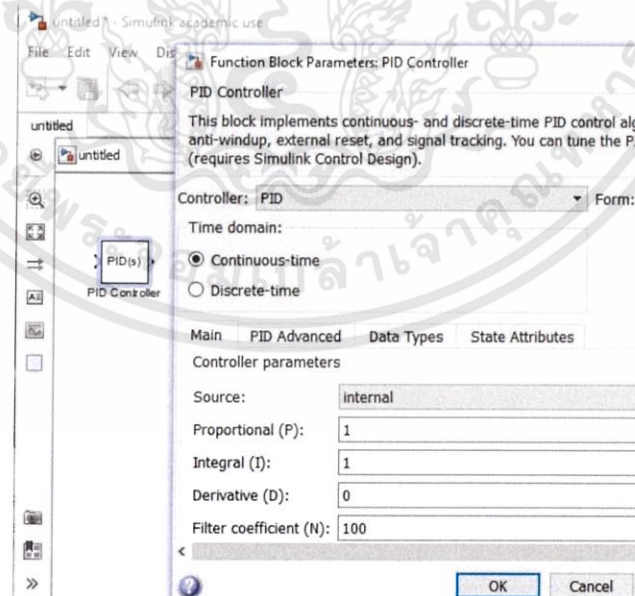 untitled * - Simulink academic use
File Edit View Dis
Function Block Parameters: PID Controller
PID Controller
This block implements continuous- and discrete-time PID control alg
anti-windup, external reset, and signal tracking. You can tune the P
(requires Simulink Control Design).
untitled
untitled
Controller: PID
Form:
Time domain:
Continuous-time
Discrete-time
PID(s)
PID Controller
Main PID Advanced Data Types State Attributes
Controller parameters
Source: internal
Proportional (P): 1
Integral (I): 1
Derivative (D): 0
Filter coefficient (N): 100
OK Cancel